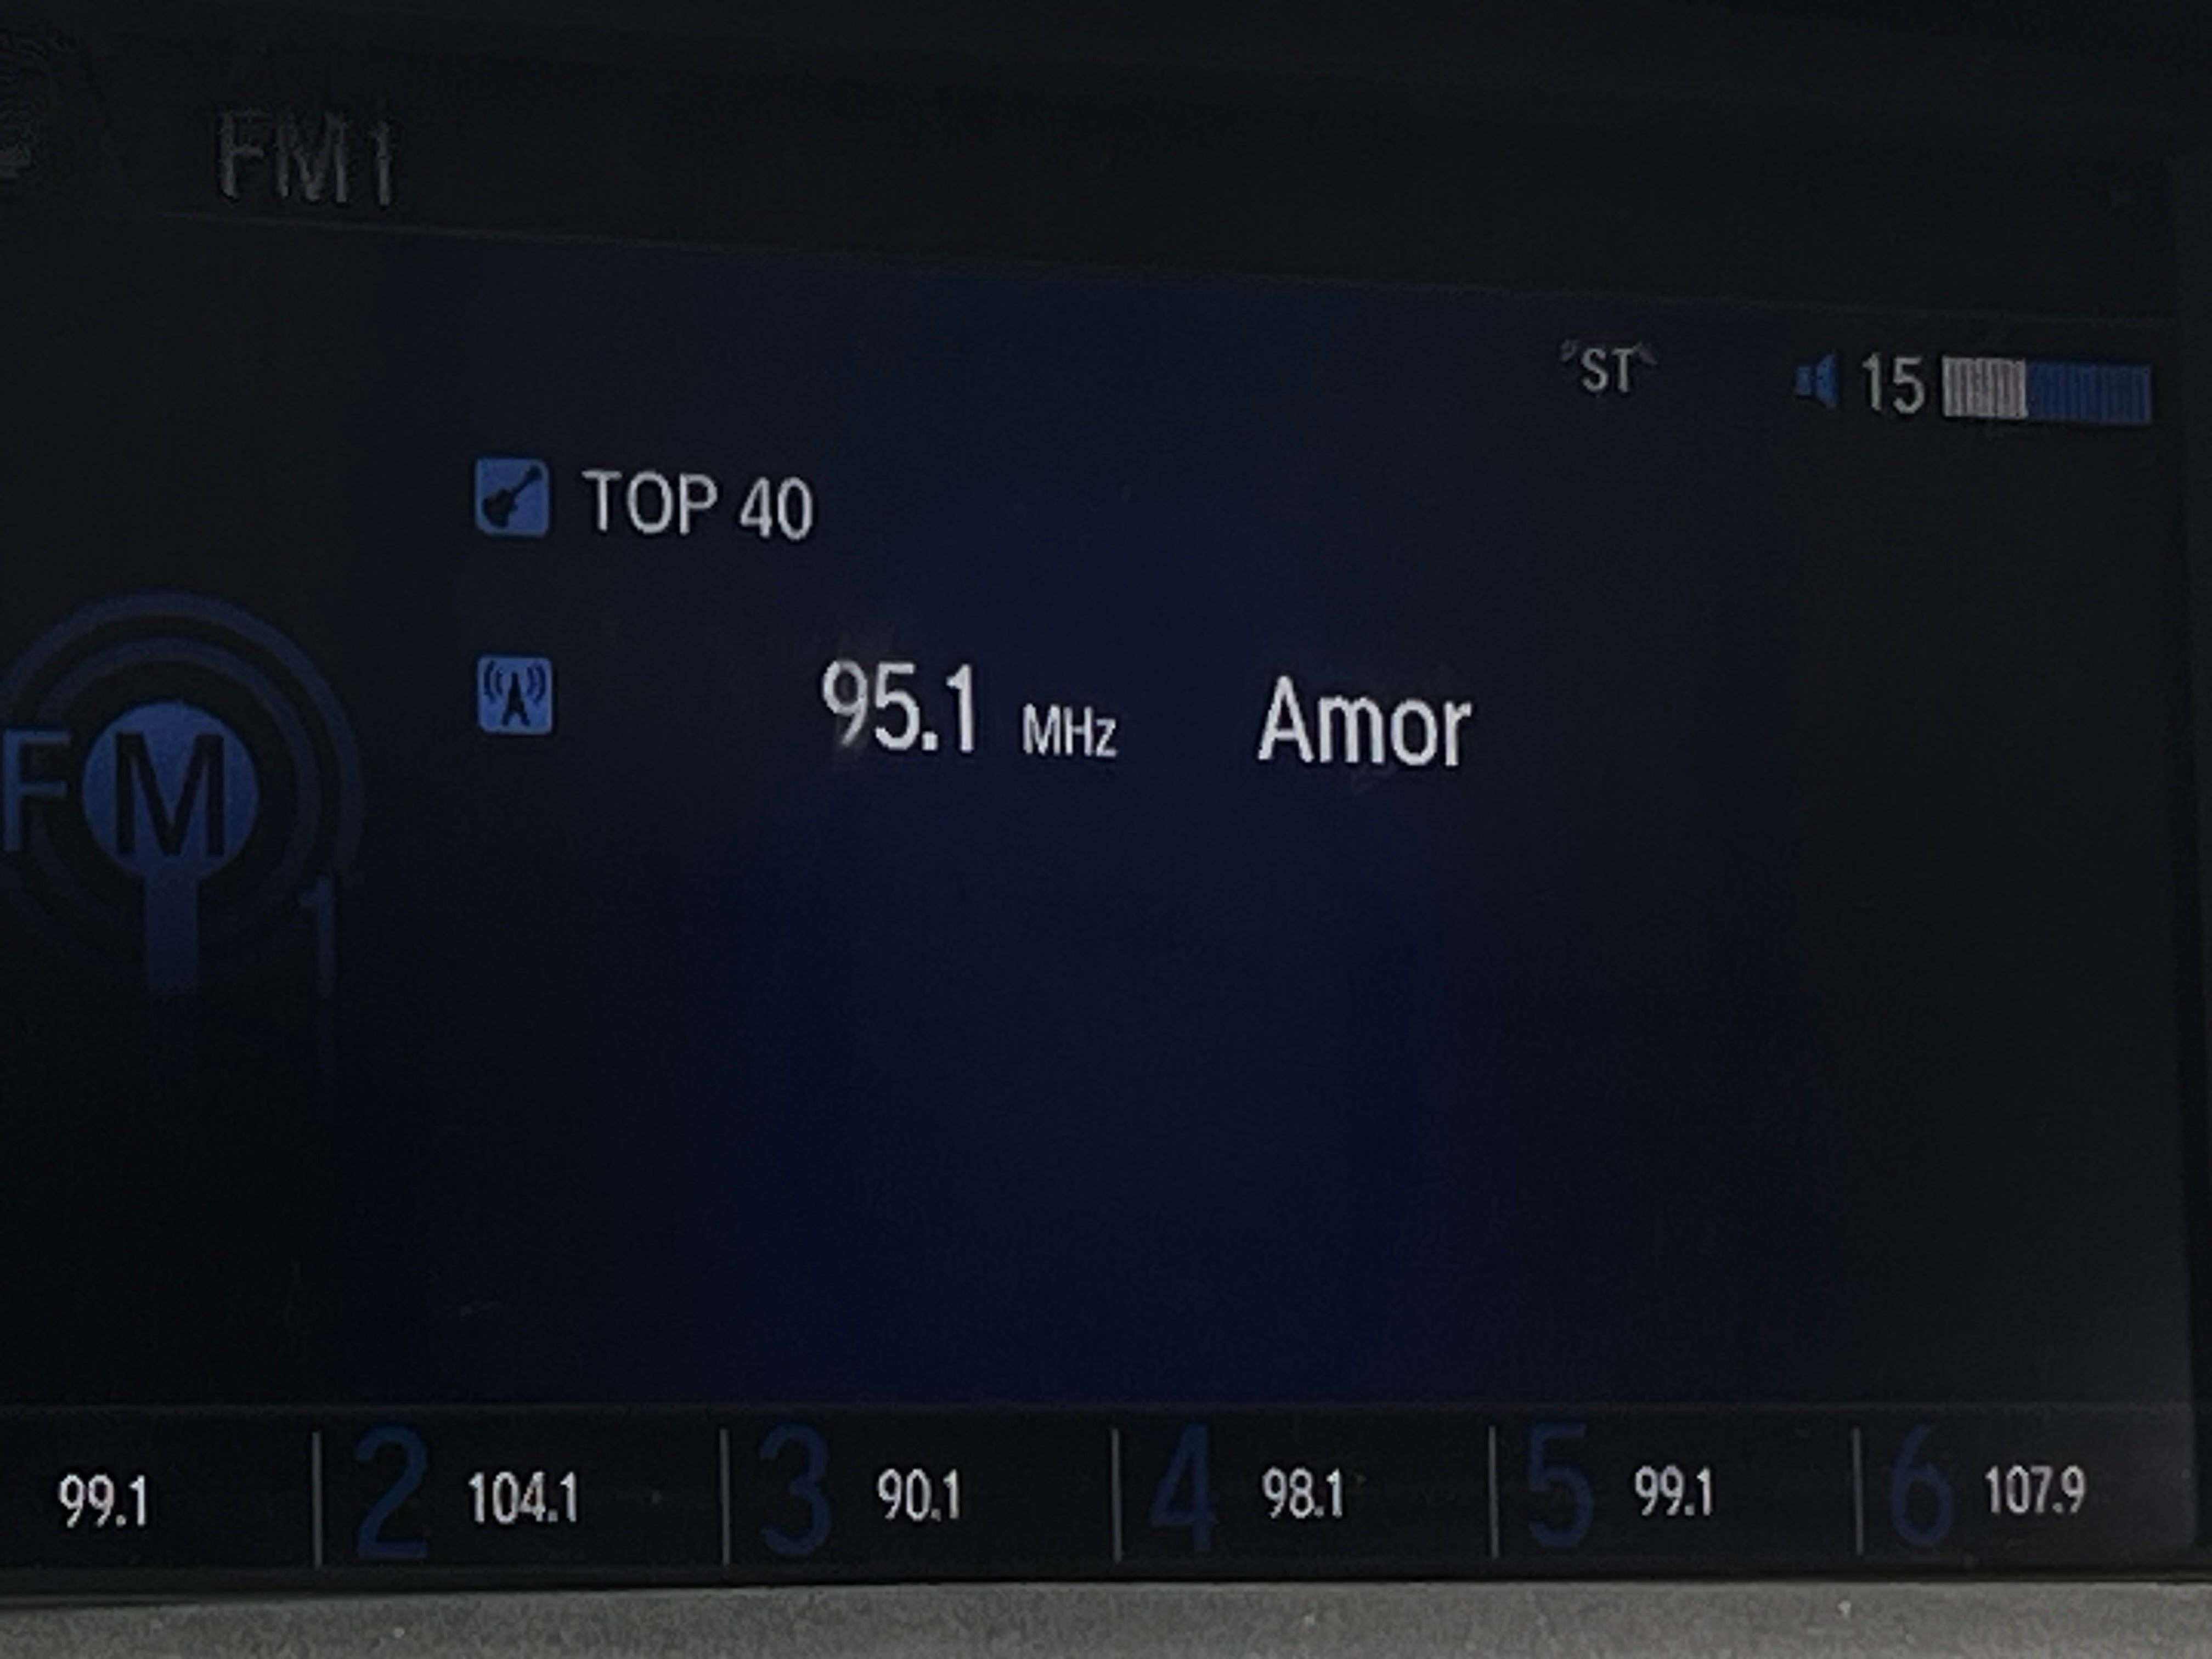 FM1
ST
15
TOP 40
95.1 MHz Amor
FM
1
99.1 2 104.1 3 90.1 4 98.1 5 99.1 6 107.9